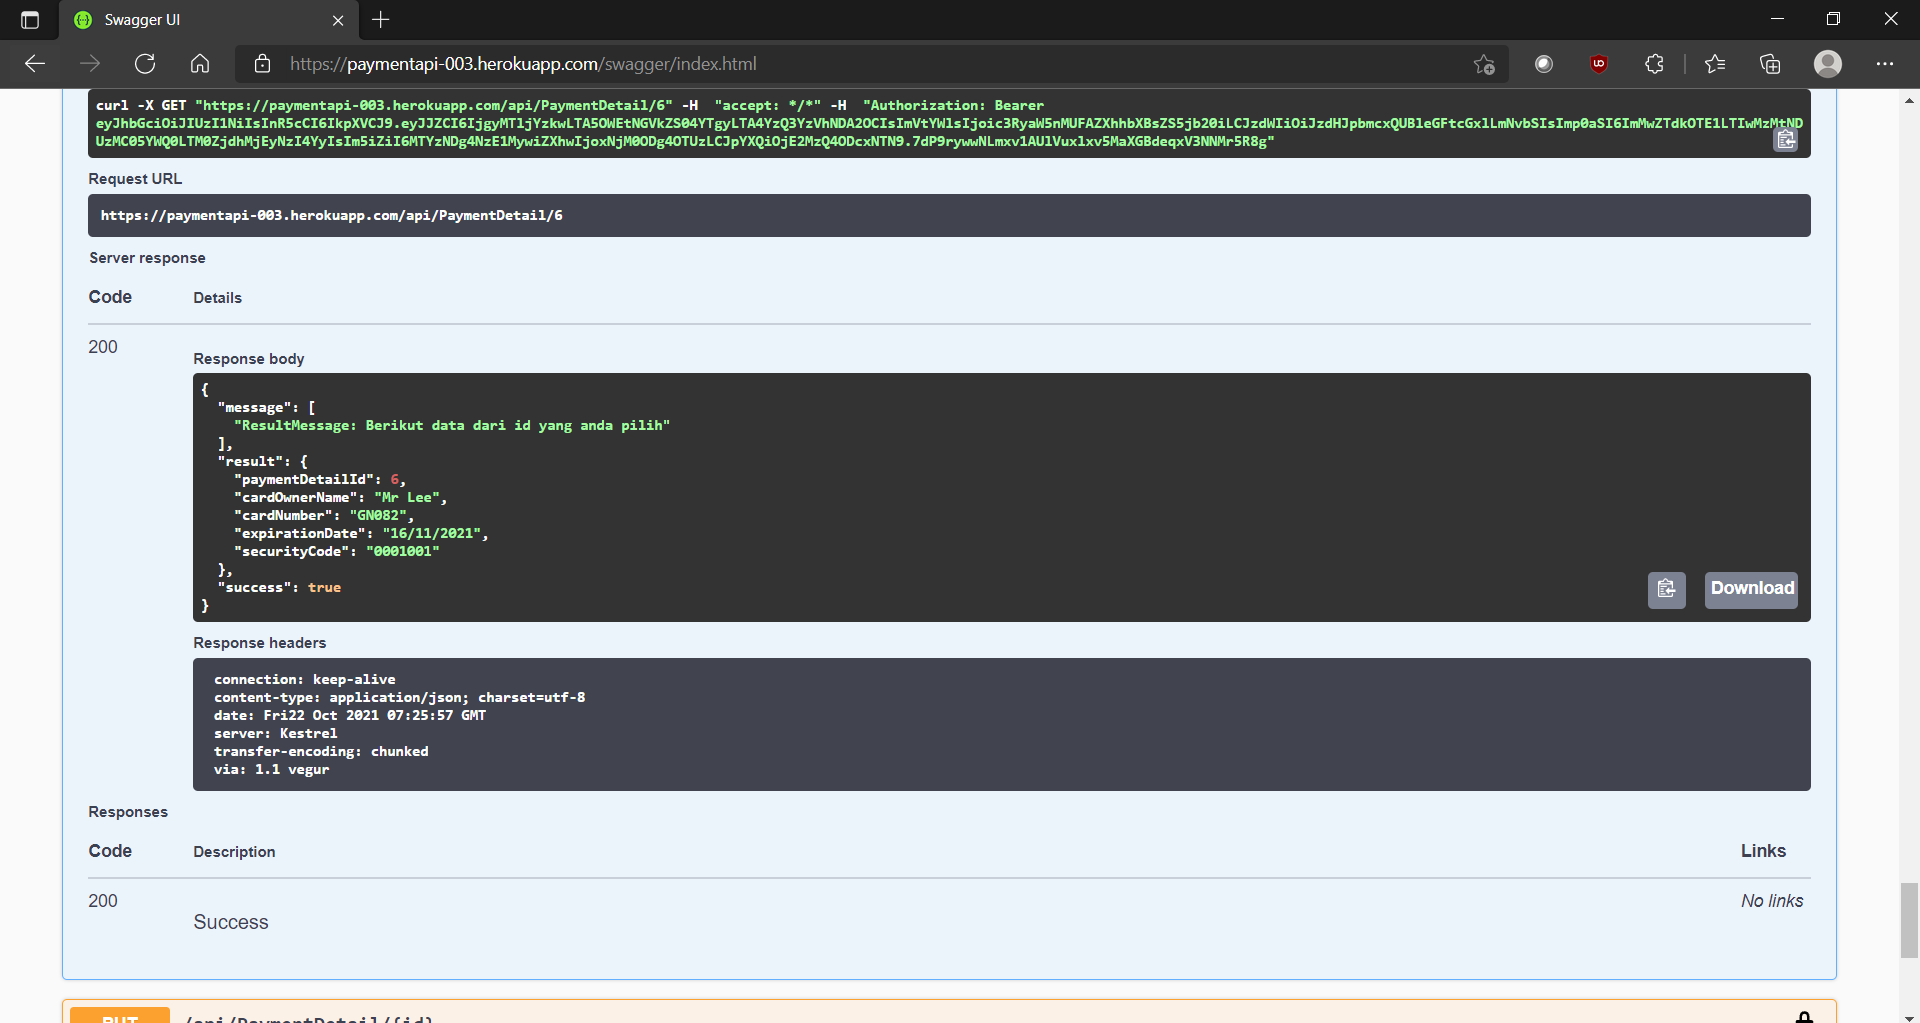 Swagger UI
https://paymentapi-003.herokuapp.com/swagger/index.html
curl -X GET "https://paymentapi-003.herokuapp.com/api/PaymentDetail/6" -H  "accept: */*" -H  "Authorization: Bearer
Request URL
https://paymentapi-003.herokuapp.com/api/PaymentDetail/6
Server response
Code Details
200
Response body
{
"message": [
"ResultMessage: Berikut data dari id yang anda pilih"
],
"result": {
"paymentDetailId": 6,
"cardOwnerName": "Mr Lee",
"cardNumber": "GN082",
"expirationDate": "16/11/2021",
"securityCode": "0001001"
},
"success": true
}
Download
Response headers
connection: keep-alive
content-type: application/json; charset=utf-8
date: Fri22 Oct 2021 07:25:57 GMT
server: Kestrel
transfer-encoding: chunked
via: 1.1 vegur
Responses
Code Description Links
200 No links
Success
PUT /api/PaymentDetail/{id}